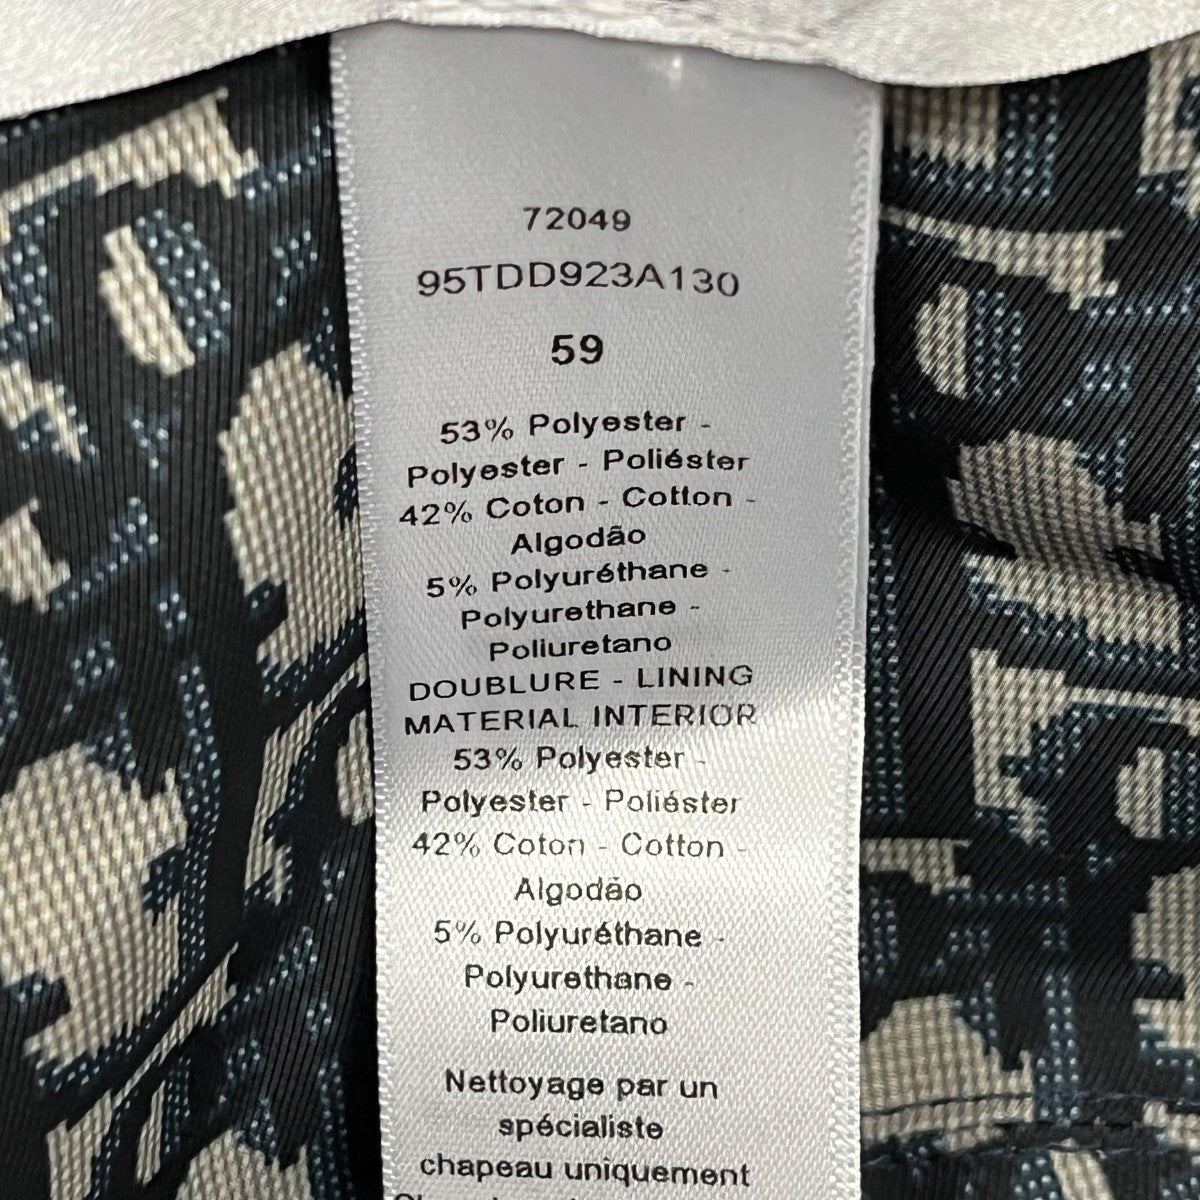 72049
95TDD923A130
59
53% Polyester -
Polyester - Poliéster
42% Coton - Cotton -
Algodão
5% Polyuréthane -
Polyurethane -
Poliuretano
DOUBLURE - LINING
MATERIAL INTERIOR
53% Polyester -
Polyester - Poliéster
42% Coton - Cotton -
Algodão
5% Polyuréthane -
Polyurethane -
Poliuretano
Nettoyage par un
spécialiste
chapeau uniquement